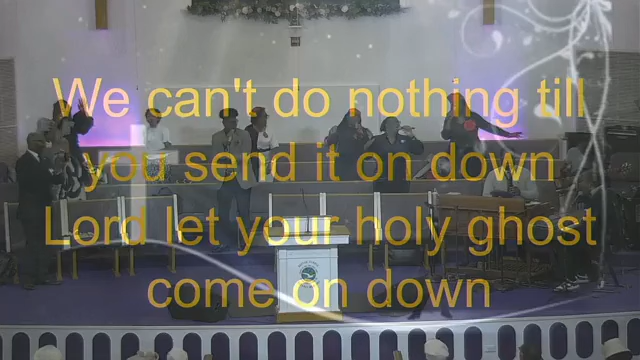 We can't do nothing till
you send it on down
Lord let your holy ghost
come on down